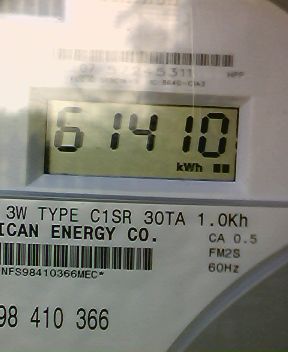 61410
kWh
3W TYPE C1SR 30TA 1.0Kh
ICAN ENERGY CO.
CA 0.5
FM2S
NFS98410366MEC*
60Hz
98 410 366